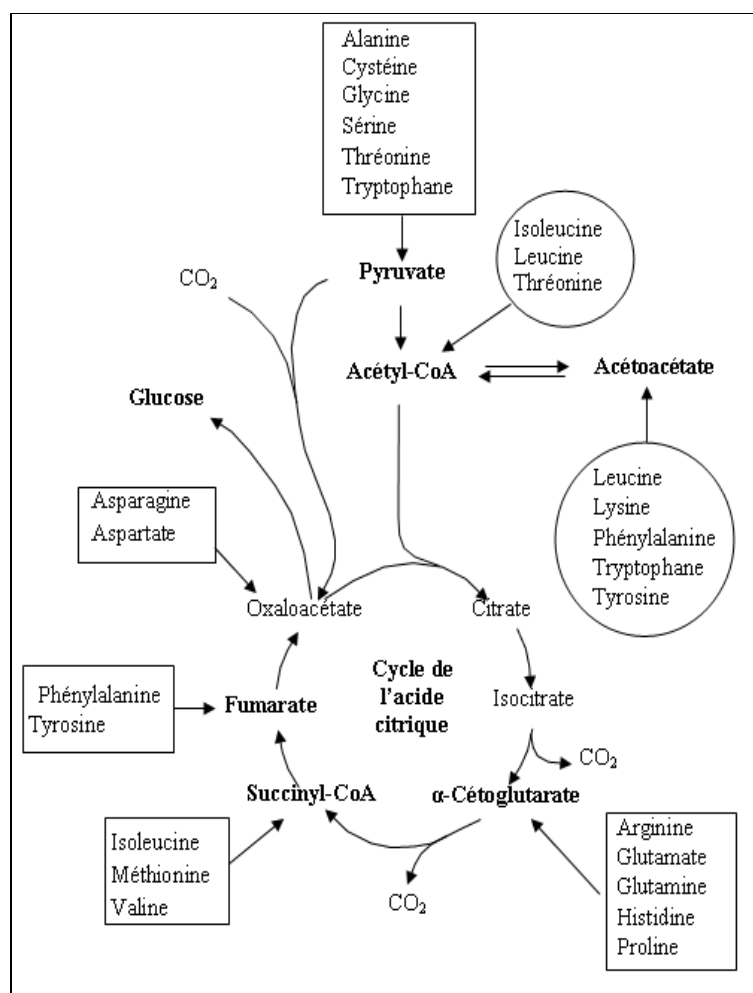 Alanine
Cystéine
Glycine
Sérine
Thréonine
Tryptophane
Isoleucine
Leucine
Thréonine
CO₂
Pyruvate
Acétyl-CoA
Acétoacétate
Glucose
Leucine
Lysine
Phénylalanine
Tryptophane
Tyrosine
Asparagine
Aspartate
Oxaloacétate
Citrate
Cycle de
l'acide
citrique
Phénylalanine
Tyrosine
Fumarate
Isocitrate
CO₂
Succinyl-CoA
α-Cétoglutarate
Isoleucine
Méthionine
Valine
CO₂
Arginine
Glutamate
Glutamine
Histidine
Proline